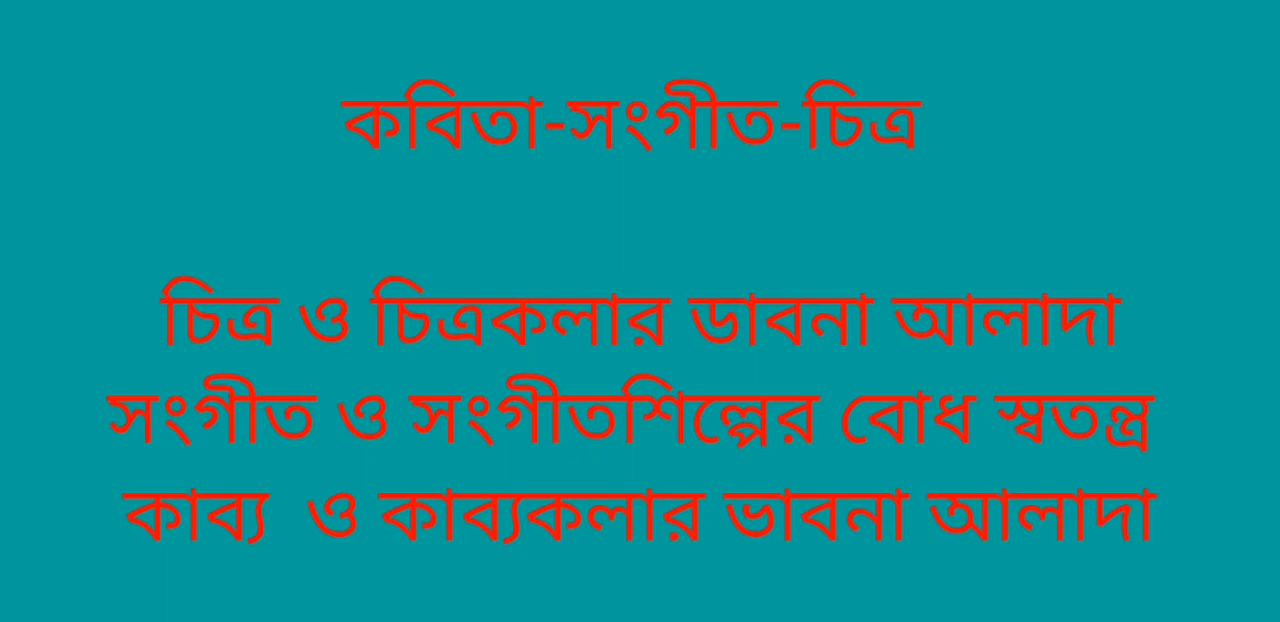 কবিতা-সংগীত-চিত্র
চিত্র ও চিত্রকলার ডাবনা আলাদা
সংগীত ও সংগীতশিল্পের বোধ স্বতন্ত্র
কাব্য ও কাব্যকলার ভাবনা আলাদা